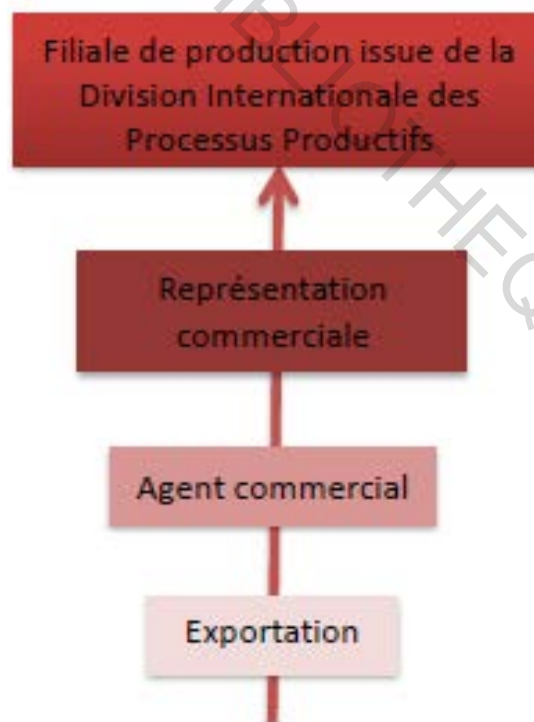 Filiale de production issue de la
Division Internationale des
Processus Productifs
Représentation
commerciale
Agent commercial
Exportation